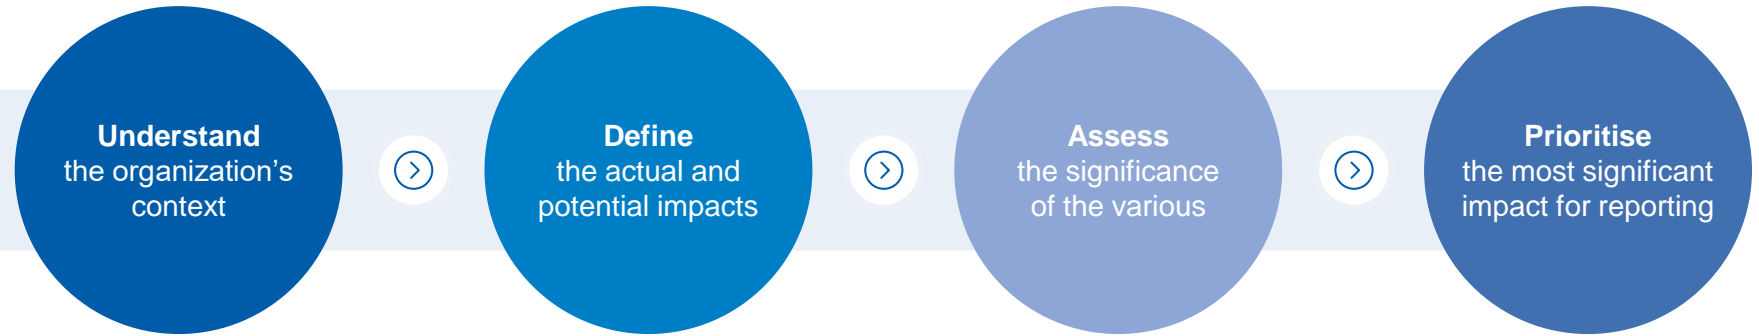 Understand
the organization's
context
Define
the actual and
potential impacts
Assess
the significance
of the various
Prioritise
the most significant
impact for reporting